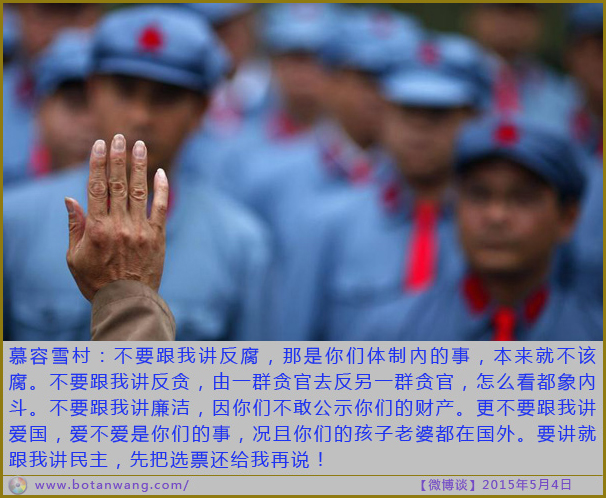 慕容雪村：不要跟我讲反腐，那是你们体制内的事，本来就不该
腐。不要跟我讲反贪，由一群贪官去反另一群贪官，怎么看都象内
斗。不要跟我讲廉洁，因你们不敢公示你们的财产。更不要跟我讲
爱国，爱不爱是你们的事，况且你们的孩子老婆都在国外。要讲就
跟我讲民主，先把选票还给我再说！
www.botanwang.com/ 【微博谈】2015年5月4日